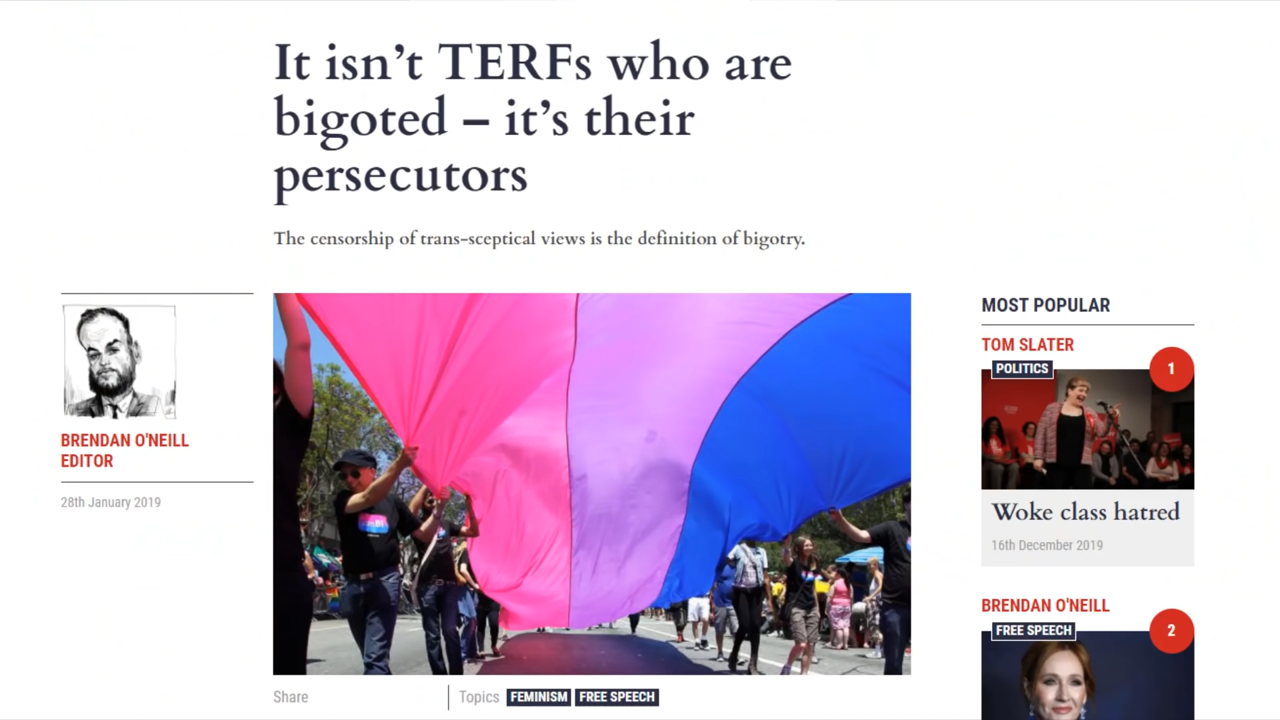 It isn’t TERFs who are
bigoted – it’s their
persecutors
The censorship of trans-sceptical views is the definition of bigotry.
BRENDAN O'NEILL
EDITOR
28th January 2019
Share
Topics FEMINISM FREE SPEECH
MOST POPULAR
TOM SLATER
POLITICS
1
Woke class hatred
16th December 2019
BRENDAN O'NEILL
FREE SPEECH
2